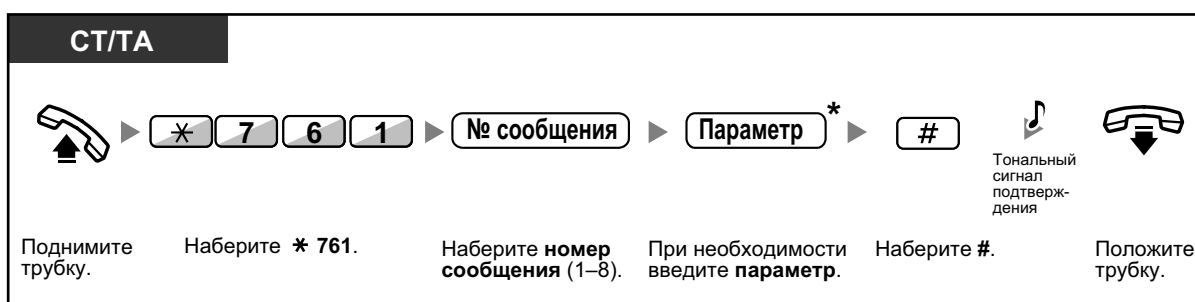 СТ/ТА
* 7 6 1 № сообщения Параметр * #
Тональный
сигнал
подтверж-
дения
Поднимите
трубку.
Наберите * 761.
Наберите номер
сообщения (1–8).
При необходимости
введите параметр.
Наберите #.
Положите
трубку.